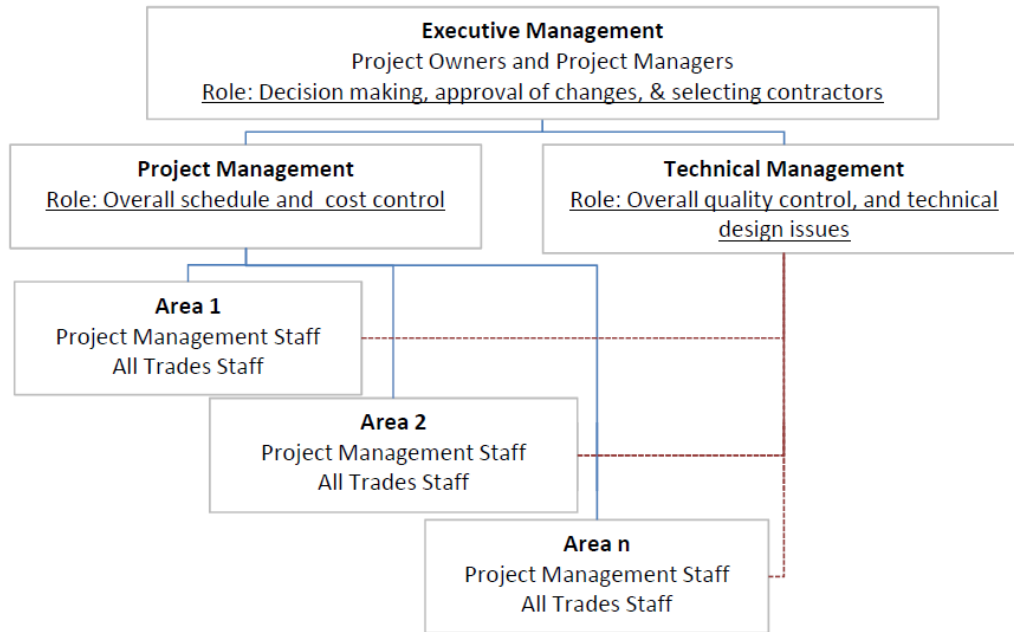 Executive Management
Project Owners and Project Managers
Role: Decision making, approval of changes, & selecting contractors
Project Management
Role: Overall schedule and cost control
Technical Management
Role: Overall quality control, and technical
design issues
Area 1
Project Management Staff
All Trades Staff
Area 2
Project Management Staff
All Trades Staff
Area n
Project Management Staff
All Trades Staff